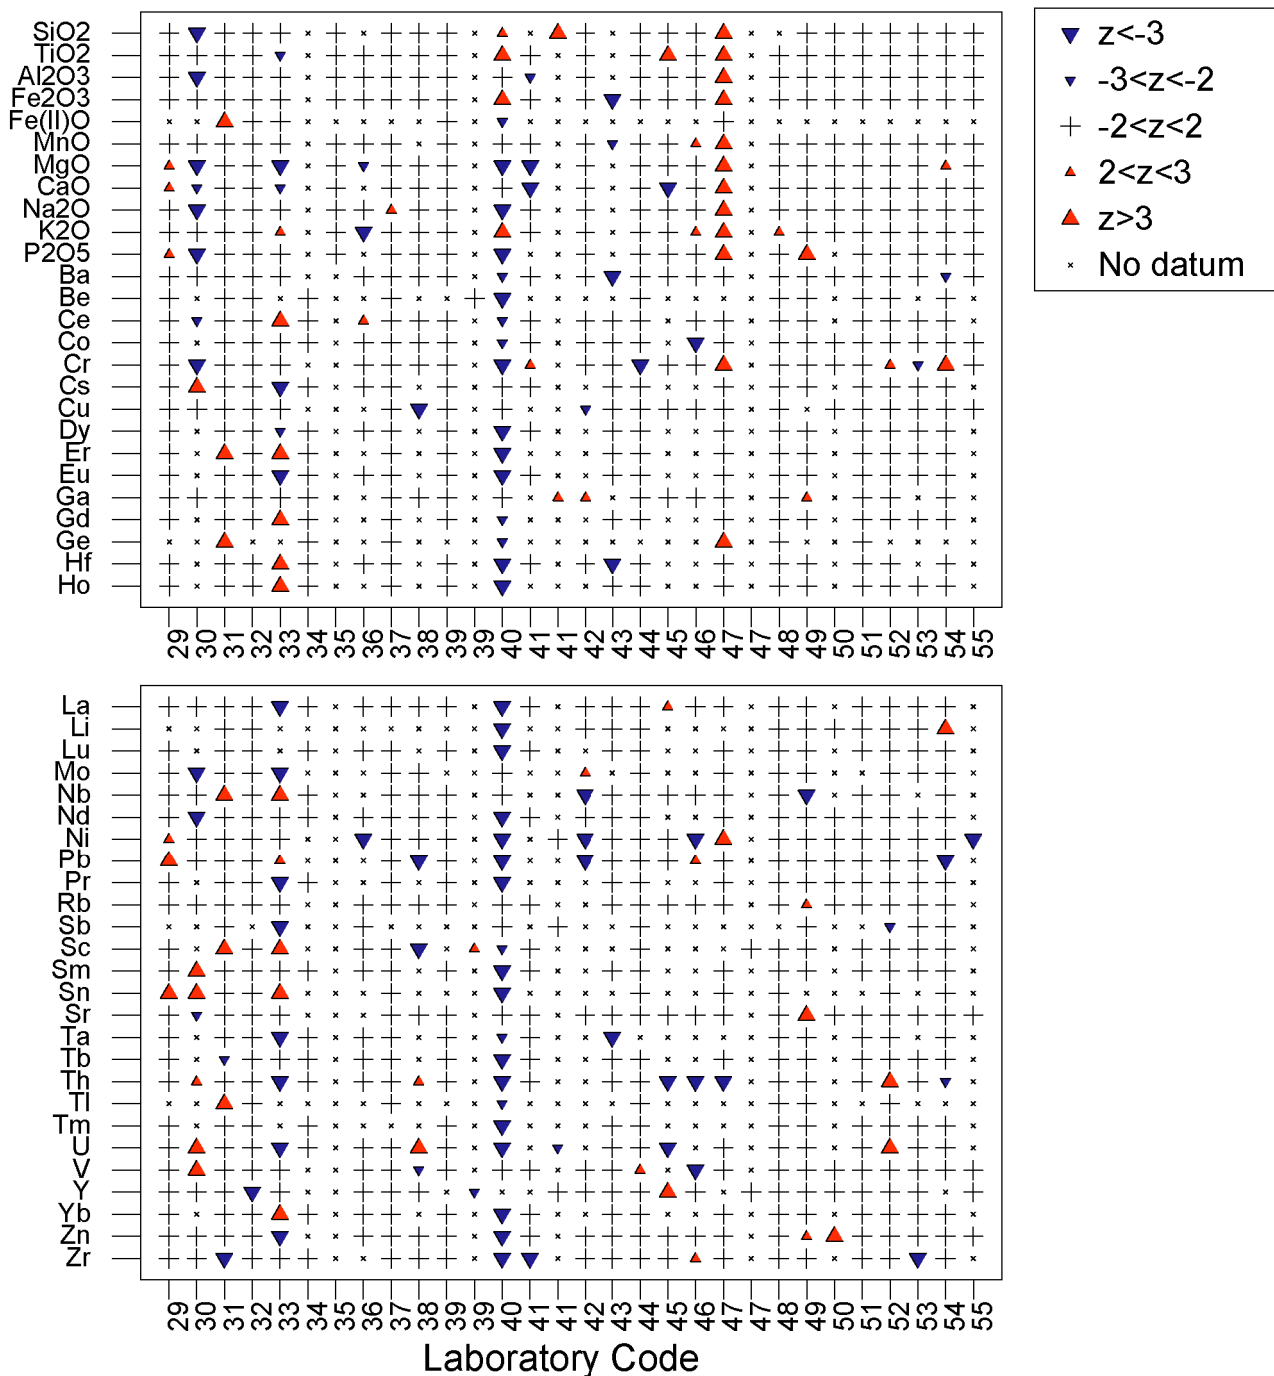 SiO2
TiO2
Al2O3
Fe2O3
Fe(II)O
MnO
MgO
CaO
Na2O
K2O
P2O5
Ba
Be
Ce
Co
Cr
Cs
Cu
Dy
Er
Eu
Ga
Gd
Ge
Hf
Ho
29 30 31 32 33 34 35 36 37 38 39 39 40 41 41 42 43 44 45 46 47 47 48 49 50 51 52 53 54 55
z<-3
-3<z<-2
-2<z<2
2<z<3
z>3
No datum
La
Li
Lu
Mo
Nb
Nd
Ni
Pb
Pr
Rb
Sb
Sc
Sm
Sn
Sr
Ta
Tb
Th
Tl
Tm
U
V
Y
Yb
Zn
Zr
29 30 31 32 33 34 35 36 37 38 39 39 40 41 41 42 43 44 45 46 47 47 48 49 50 51 52 53 54 55
Laboratory Code